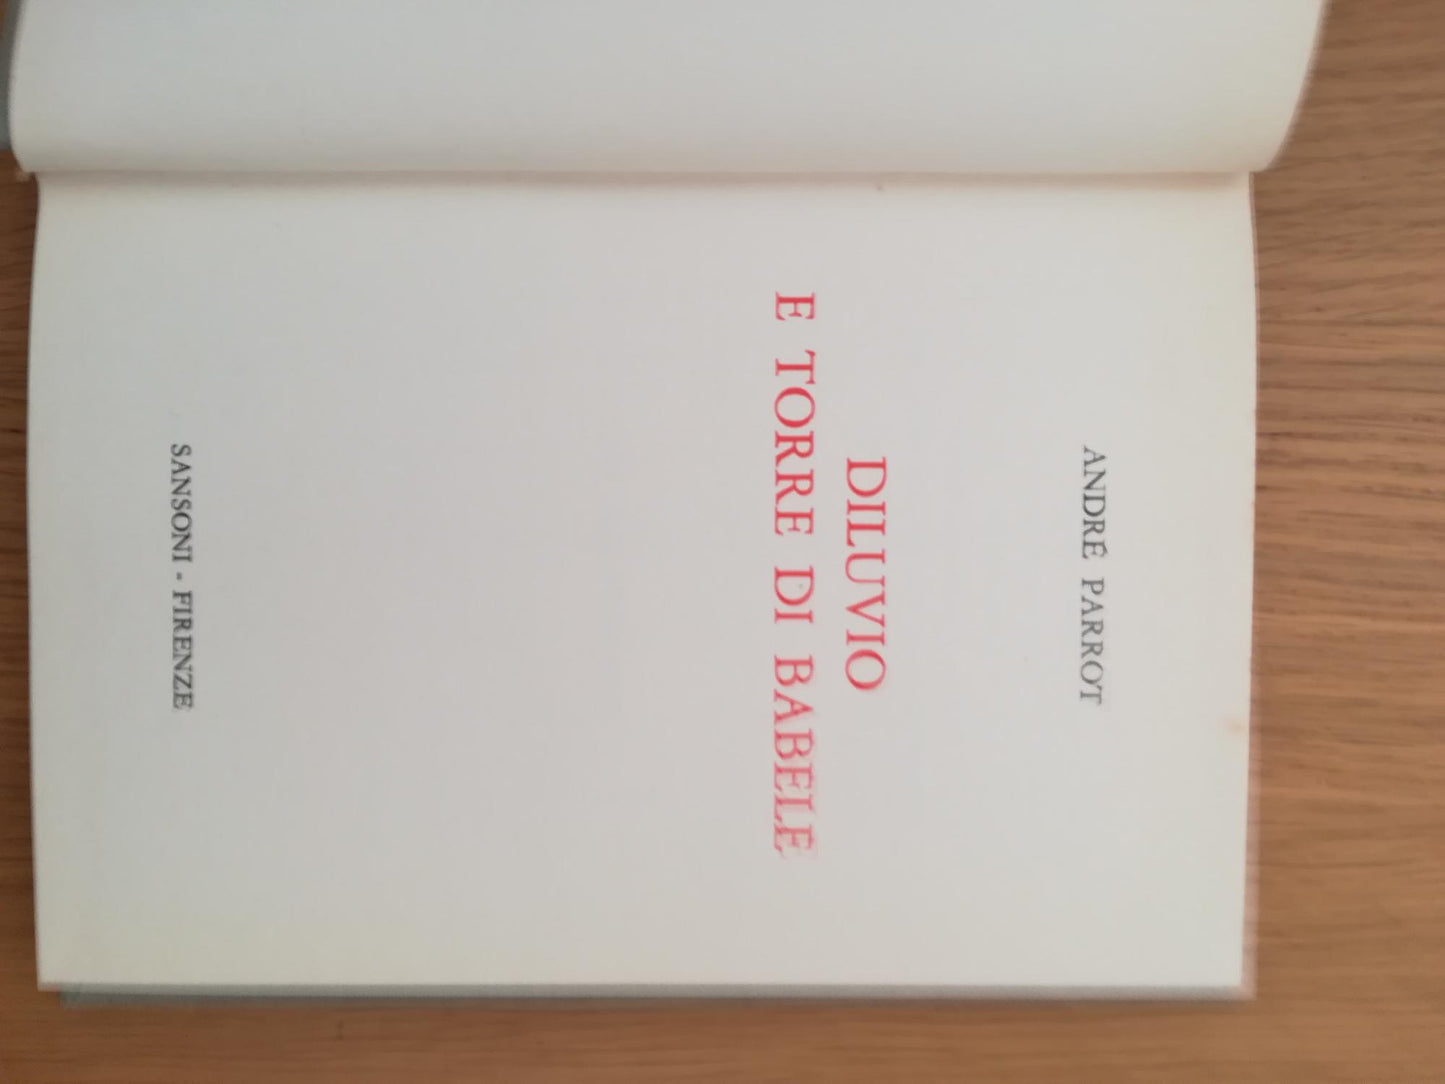 ANDRÉ PARROT
DILUVIO
E TORRE DI BABELE
SANSONI - FIRENZE